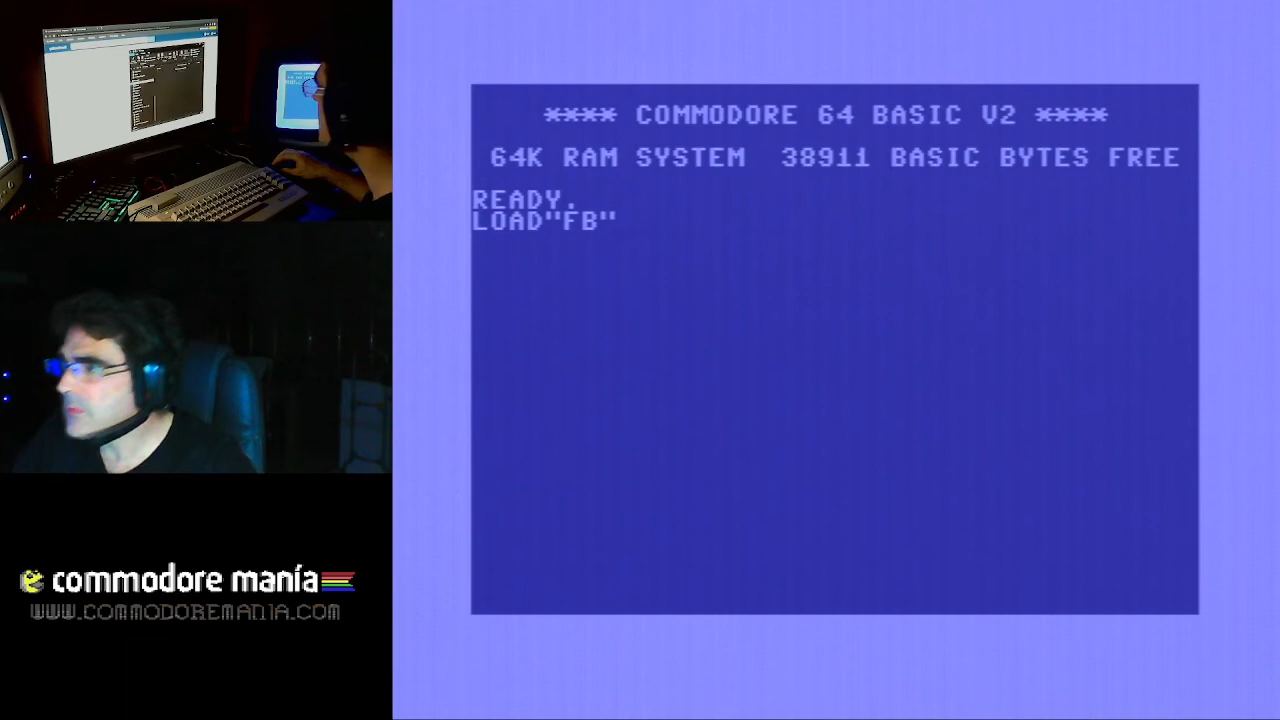 **** COMMODORE 64 BASIC V2 ****
64K RAM SYSTEM  38911 BASIC BYTES FREE
READY.
LOAD"FB"
commodore manía
WWW.COMMODOREMANIA.COM